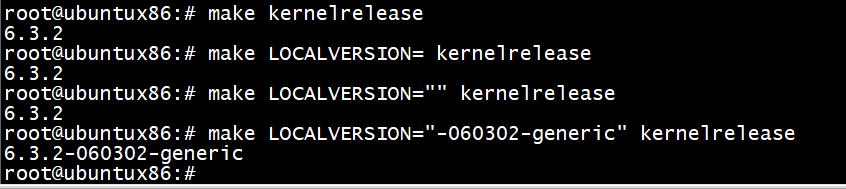 root@ubuntux86:# make kernelrelease
6.3.2
root@ubuntux86:# make LOCALVERSION= kernelrelease
6.3.2
root@ubuntux86:# make LOCALVERSION="" kernelrelease
6.3.2
root@ubuntux86:# make LOCALVERSION="-060302-generic" kernelrelease
6.3.2-060302-generic
root@ubuntux86:#